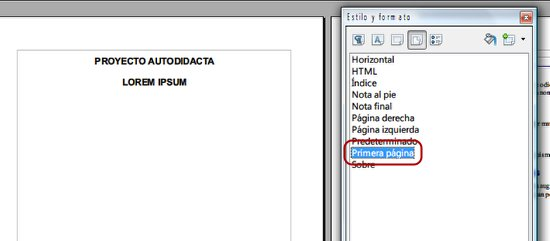 PROYECTO AUTODIDACTA
LOREM IPSUM
Estilo y formato
Horizontal
HTML
Índice
Nota al pie
Nota final
Página derecha
Página izquierda
Predeterminado
Primera página
Sobre